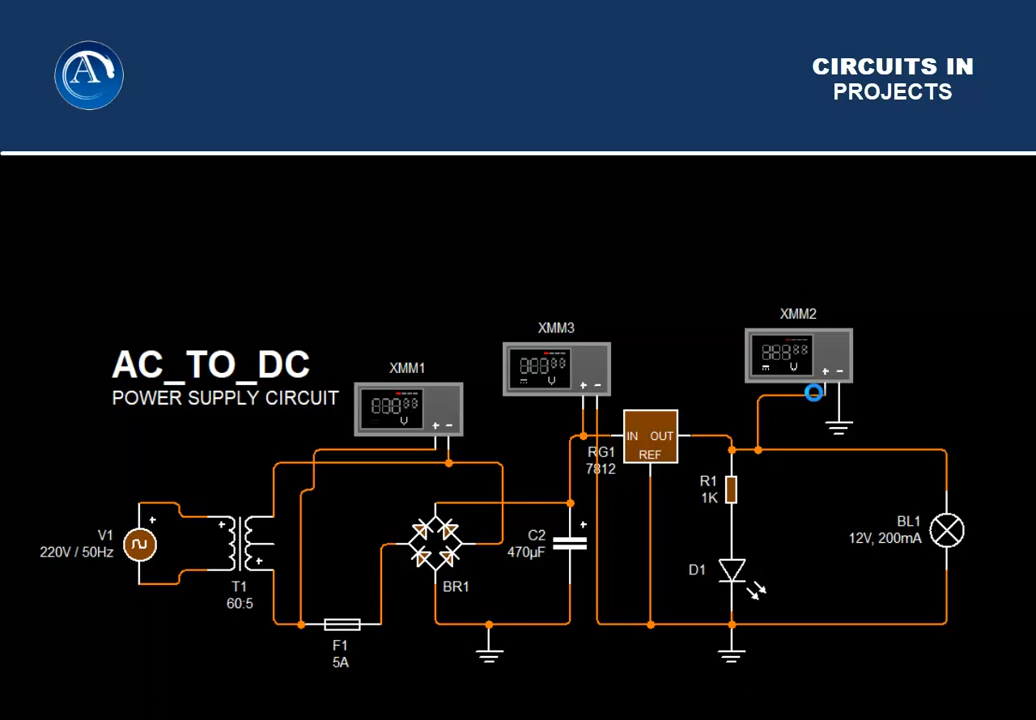 A
CIRCUITS IN
PROJECTS
AC_TO_DC
POWER SUPPLY CIRCUIT
XMM1
V
+ -
XMM3
V
+ -
XMM2
V
+ -
RG1
7812
IN OUT
REF
V1
220V / 50Hz
+
+
+
T1
60:5
F1
5A
BR1
C2
470µF
+
R1
1K
D1
BL1
12V, 200mA